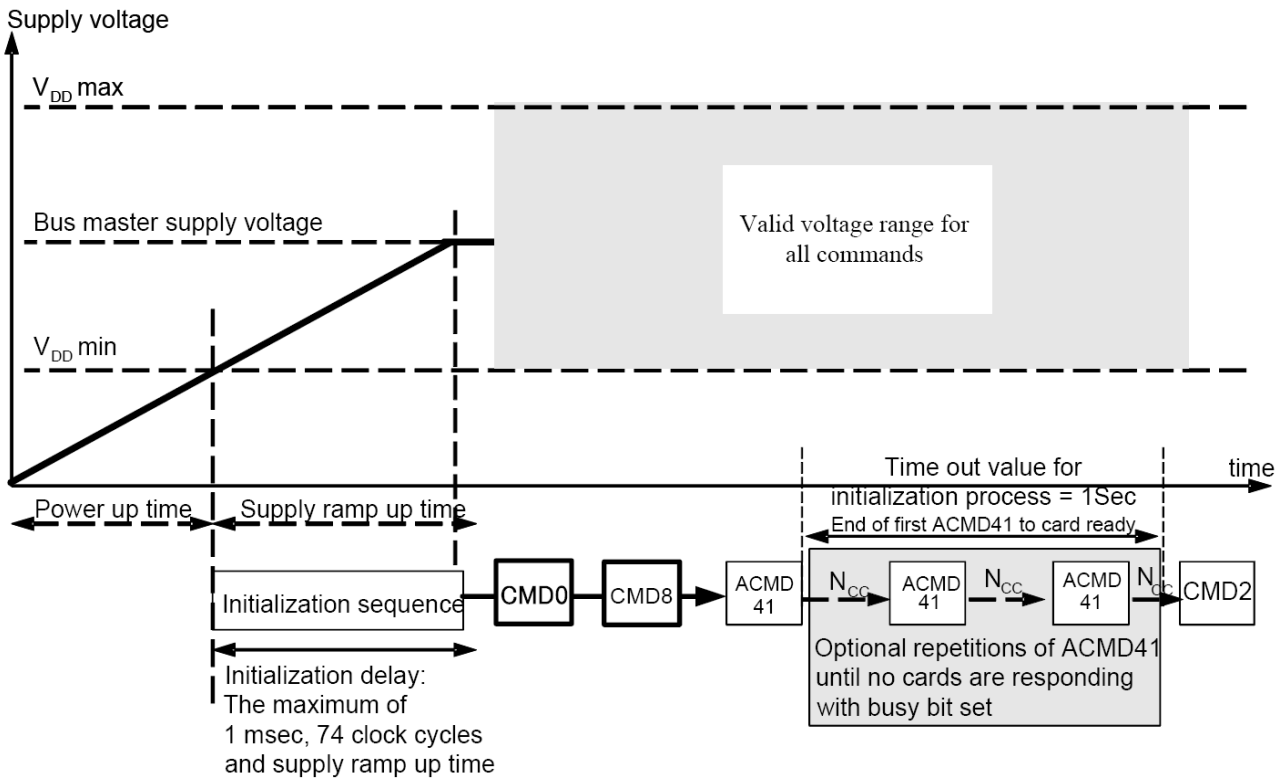 Supply voltage
V_DD max
Bus master supply voltage
Valid voltage range for
all commands
V_DD min
Time out value for
initialization process = 1Sec
End of first ACMD41 to card ready
time
Power up time
Supply ramp up time
Initialization sequence
CMD0
CMD8
ACMD
41
N_CC
ACMD
41
N_CC
ACMD
41
N_CC
CMD2
Optional repetitions of ACMD41
until no cards are responding
with busy bit set
Initialization delay:
The maximum of
1 msec, 74 clock cycles
and supply ramp up time